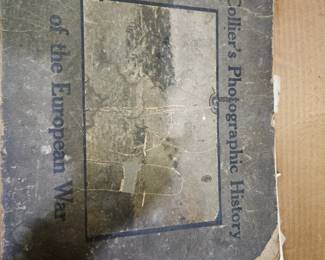 Collier's Photographic History
of the European War